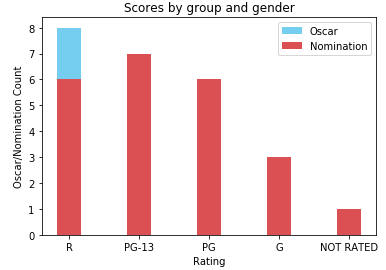 Scores by group and gender
Oscar
Nomination
Oscar/Nomination Count
8
7
6
5
4
3
2
1
0
R PG-13 PG G NOT RATED
Rating